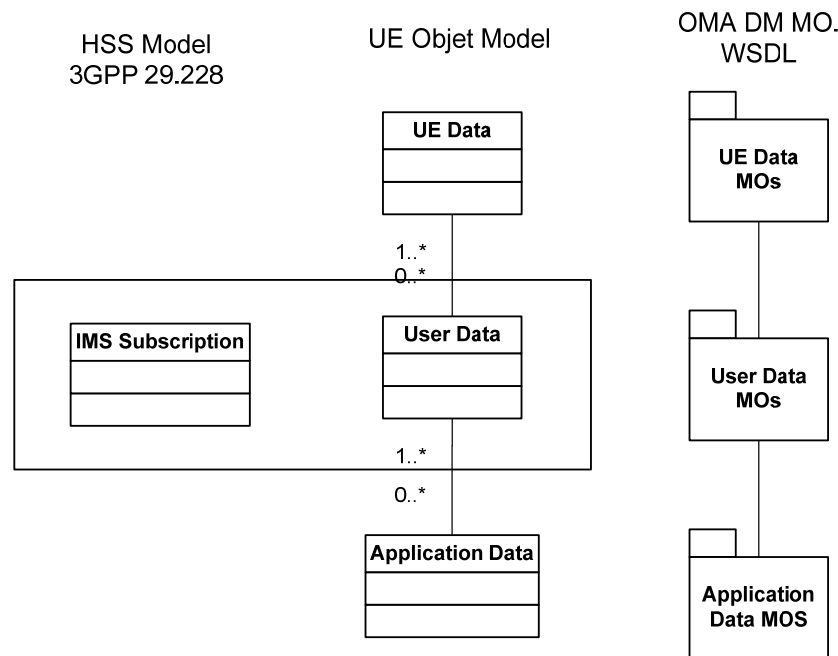 HSS Model
3GPP 29.228
UE Objet Model
OMA DM MO.
WSDL
UE Data
UE Data
MOs
1..*
0..*
IMS Subscription
User Data
User Data
MOs
1..*
0..*
Application Data
Application
Data MOS